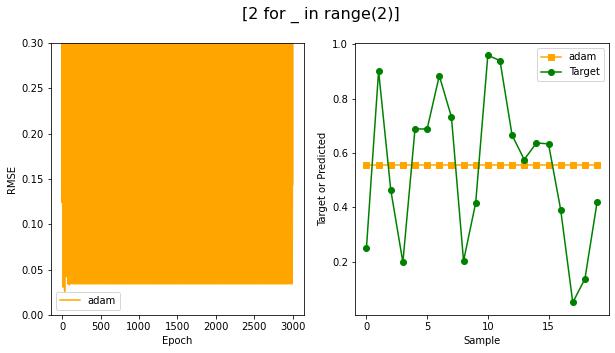 [2 for _ in range(2)]
0.30
0.25
0.20
0.15
0.10
0.05
0.00
RMSE
adam
0
500
1000
1500
2000
2500
3000
Epoch
1.0
0.8
0.6
0.4
0.2
Target or Predicted
adam
Target
0
5
10
15
Sample